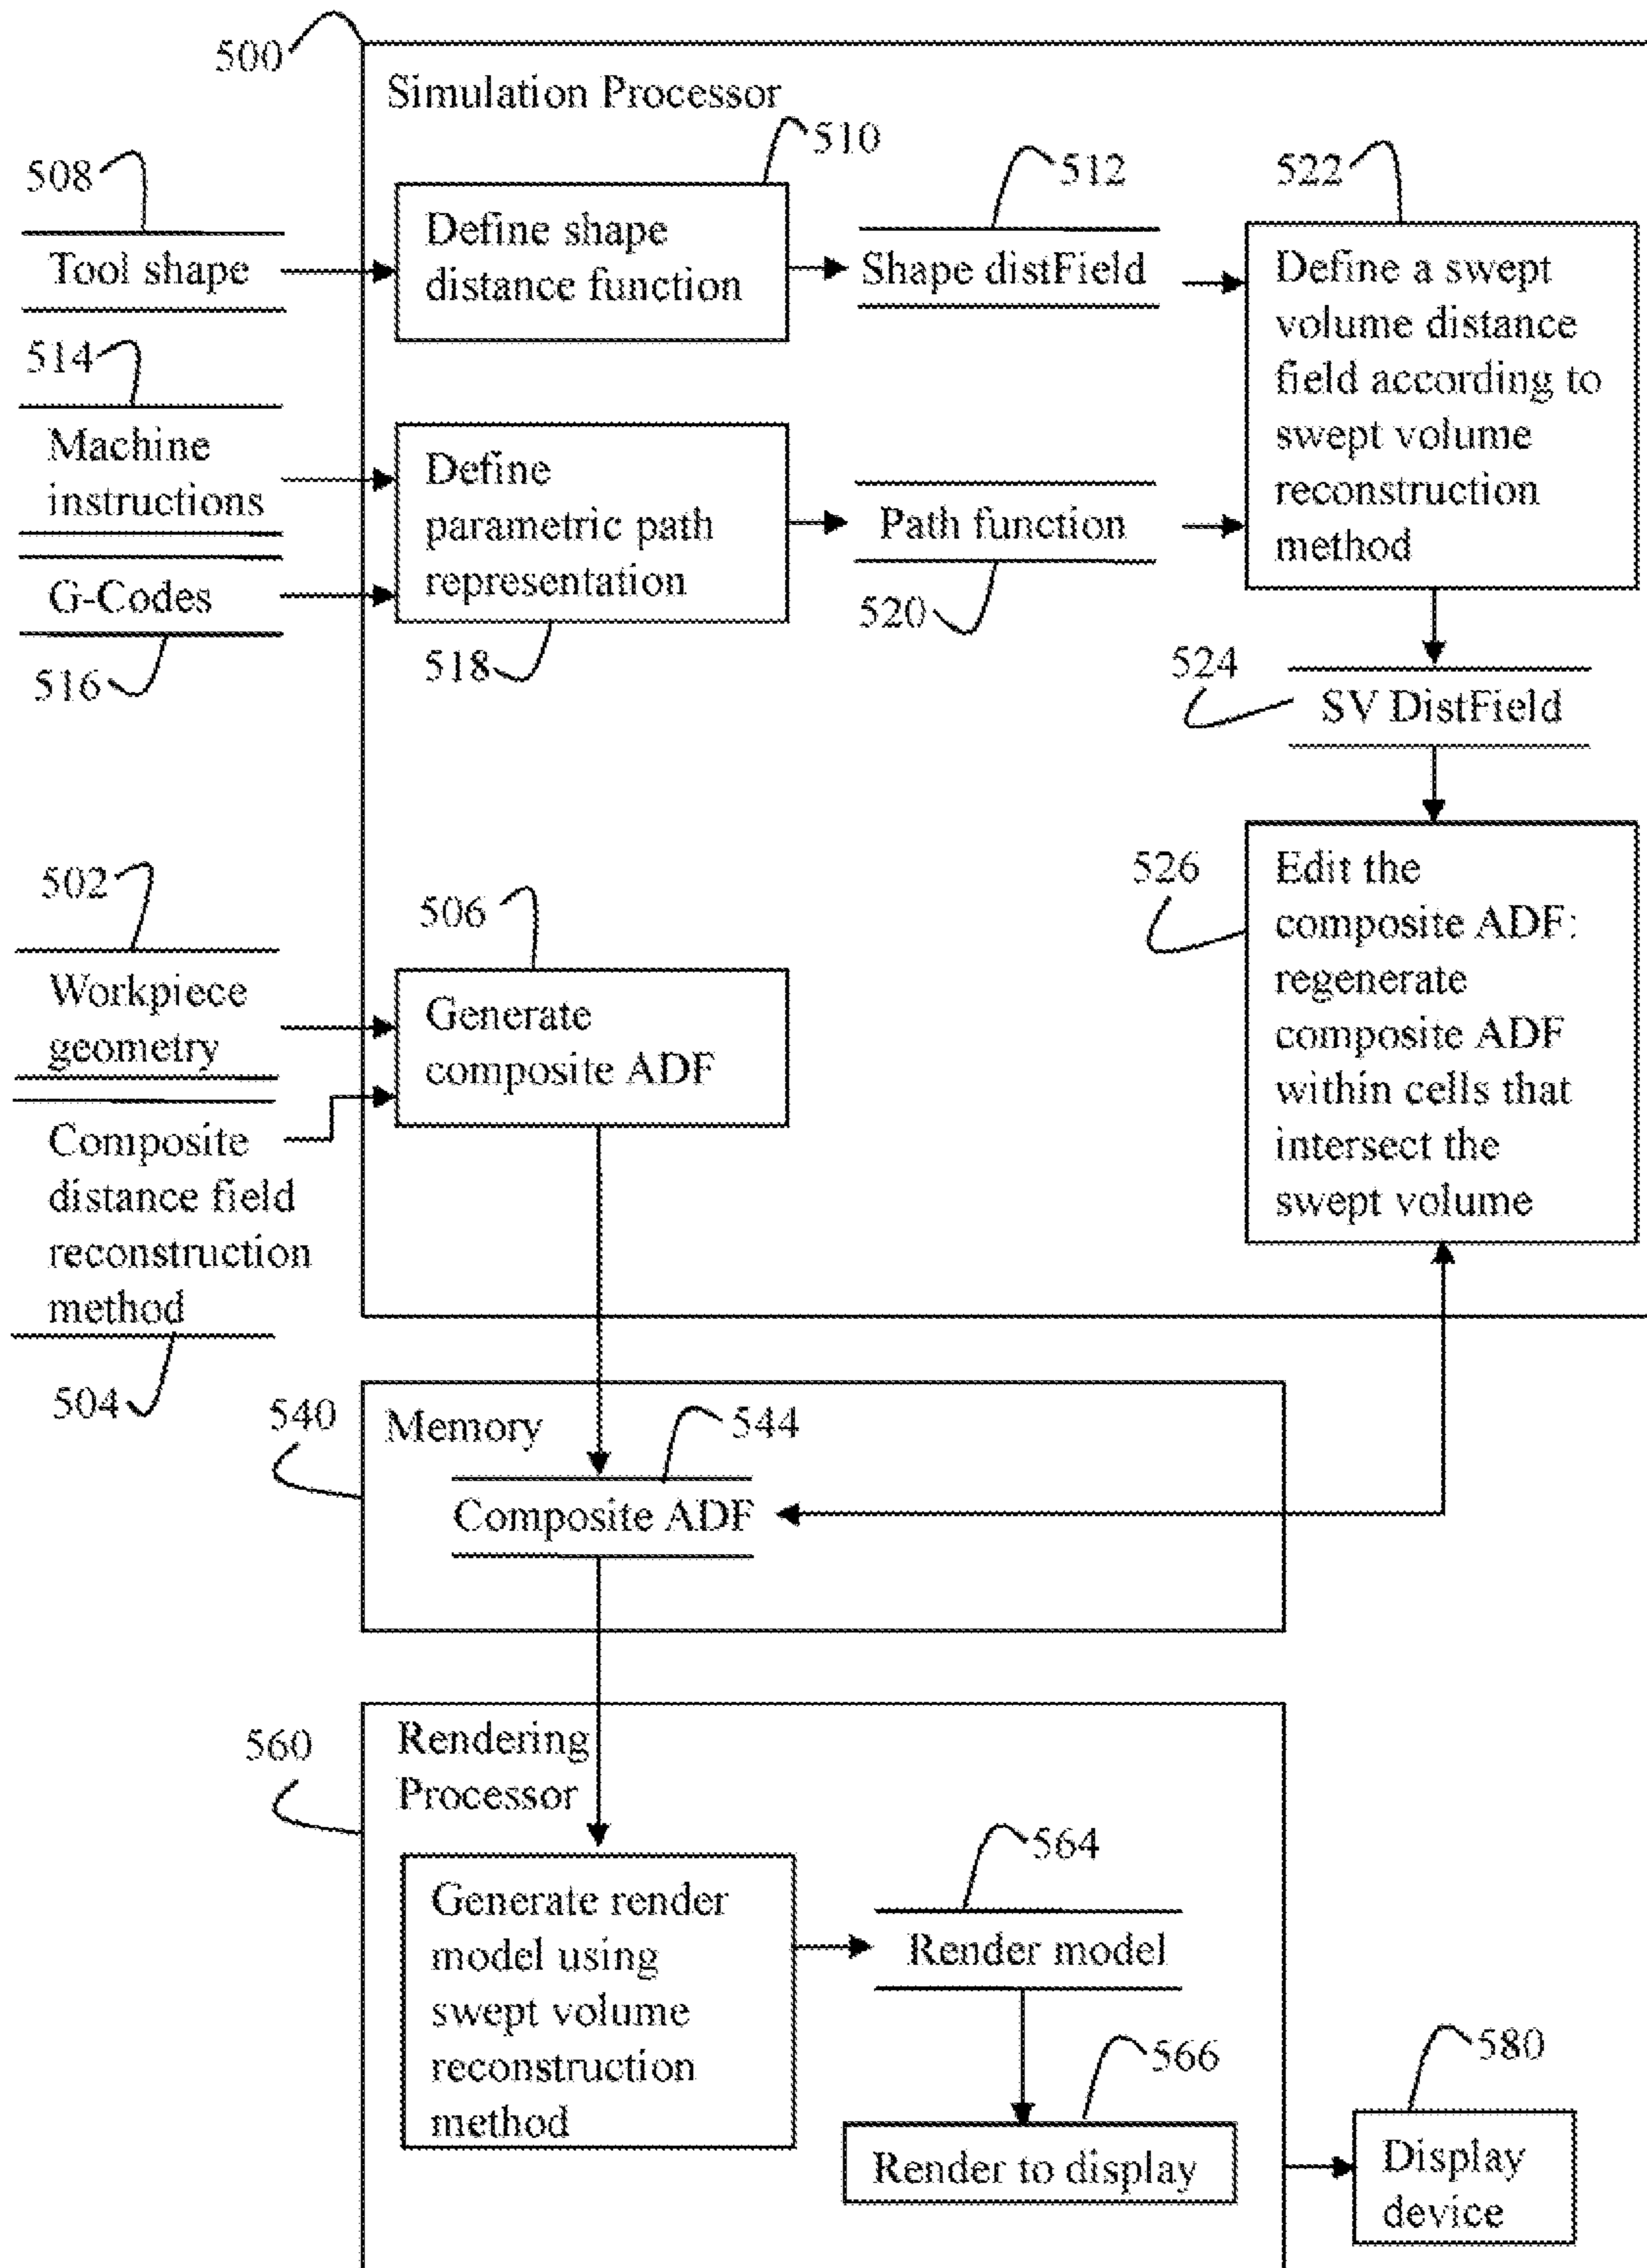 500
Simulation Processor
510
508
512
522
Tool shape
Define shape
distance function
Shape distField
Define a swept
volume distance
field according to
swept volume
reconstruction
method
514
Machine
instructions
G-Codes
516
Define
parametric path
representation
518
Path function
520
524
SV DistField
502
506
526
Workpiece
geometry
Generate
composite ADF
Edit the
composite ADF:
regenerate
composite ADF
within cells that
intersect the
swept volume
Composite
distance field
reconstruction
method
504
540
Memory
544
Composite ADF
560
Rendering
Processor
564
Generate render
model using
swept volume
reconstruction
method
Render model
566
Render to display
580
Display
device